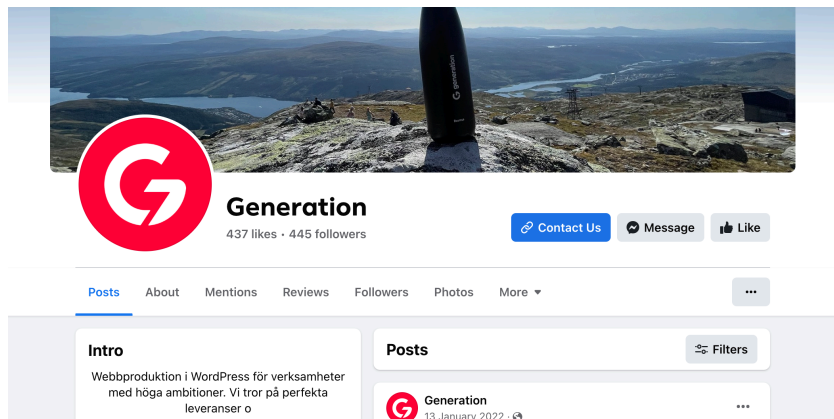 generation
Generation
437 likes · 445 followers
Contact Us
Message
Like
Posts
About
Mentions
Reviews
Followers
Photos
More
Intro
Webbproduktion i WordPress för verksamheter
med höga ambitioner. Vi tror på perfekta
leveranser o
Posts
Filters
Generation
13 January 2022 ·